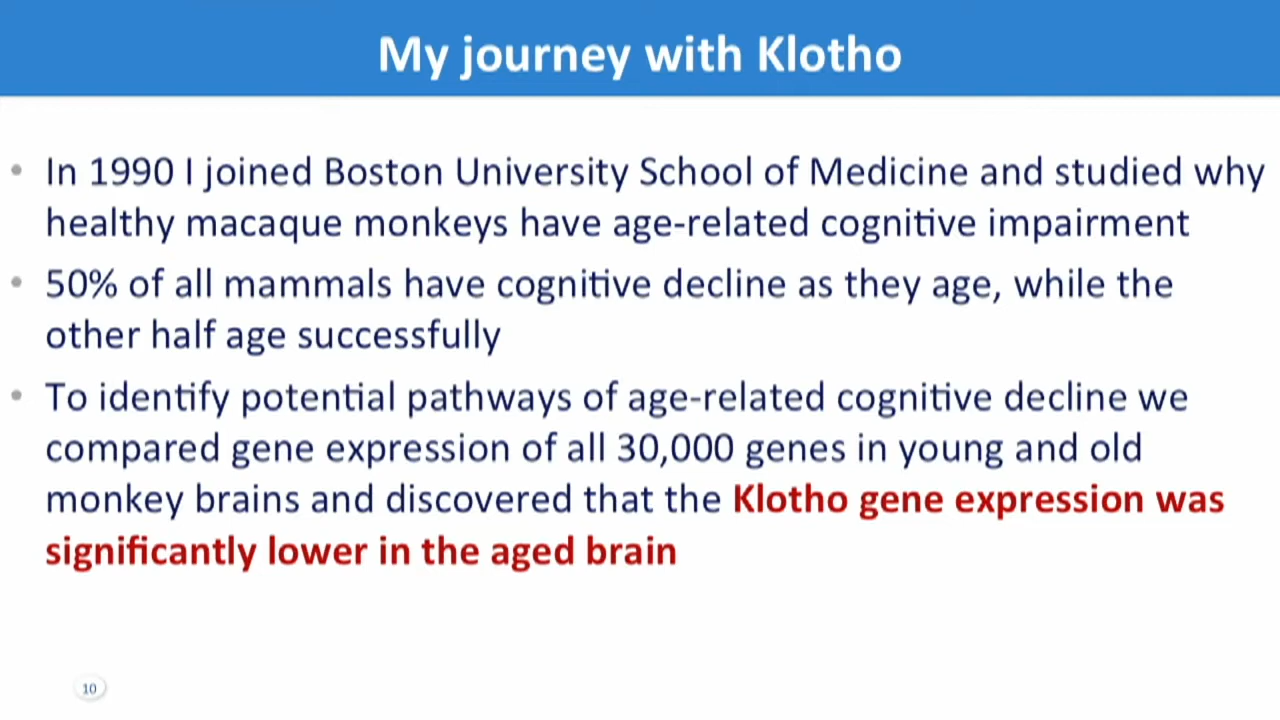 My journey with Klotho
• In 1990 I joined Boston University School of Medicine and studied why
healthy macaque monkeys have age-related cognitive impairment
• 50% of all mammals have cognitive decline as they age, while the
other half age successfully
• To identify potential pathways of age-related cognitive decline we
compared gene expression of all 30,000 genes in young and old
monkey brains and discovered that the Klotho gene expression was
significantly lower in the aged brain
10